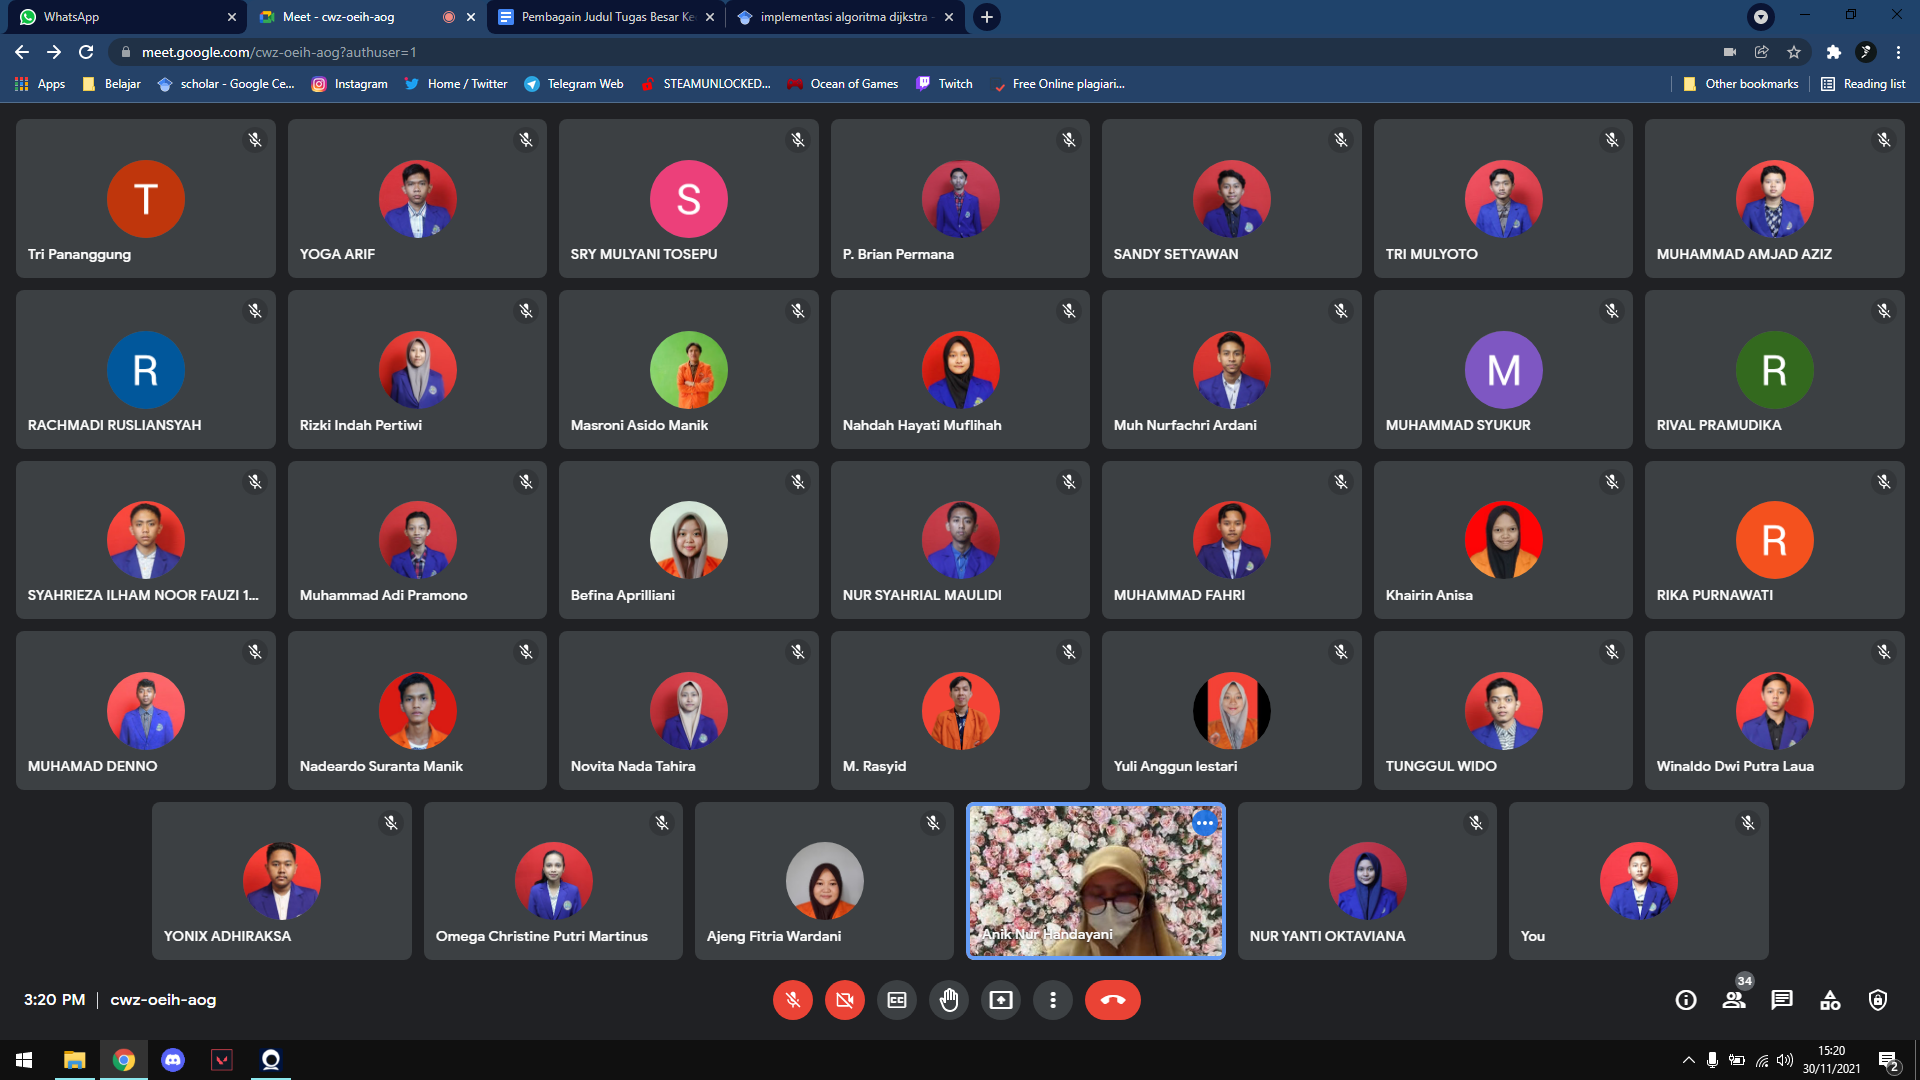 WhatsApp
Meet - cwz-oeih-aog
Pembagain Judul Tugas Besar Ke
implementasi algoritma dijkstra -
meet.google.com/cwz-oeih-aog?authuser=1
Apps
Belajar
scholar - Google Ce...
Instagram
Home / Twitter
Telegram Web
STEAMUNLOCKED...
Ocean of Games
Twitch
Free Online plagiari...
Other bookmarks
Reading list
T
S
Tri Pananggung
YOGA ARIF
SRY MULYANI TOSEPU
P. Brian Permana
SANDY SETYAWAN
TRI MULYOTO
MUHAMMAD AMJAD AZIZ
R
M
R
RACHMADI RUSLIANSYAH
Rizki Indah Pertiwi
Masroni Asido Manik
Nahdah Hayati Muflihah
Muh Nurfachri Ardani
MUHAMMAD SYUKUR
RIVAL PRAMUDIKA
R
SYAHRIEZA ILHAM NOOR FAUZI 1...
Muhammad Adi Pramono
Befina Aprilliani
NUR SYAHRIAL MAULIDI
MUHAMMAD FAHRI
Khairin Anisa
RIKA PURNAWATI
MUHAMAD DENNO
Nadeardo Suranta Manik
Novita Nada Tahira
M. Rasyid
Yuli Anggun lestari
TUNGGUL WIDO
Winaldo Dwi Putra Laua
YONIX ADHIRAKSA
Omega Christine Putri Martinus
Ajeng Fitria Wardani
Anik Nur Handayani
NUR YANTI OKTAVIANA
You
3:20 PM | cwz-oeih-aog
CC
34
15:20
30/11/2021
2